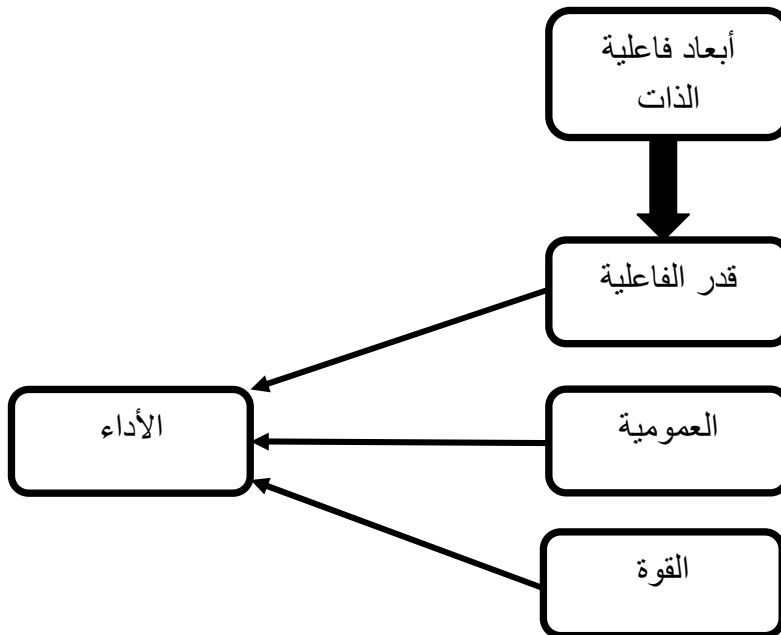 أبعاد فاعلية
الذات
قدر الفاعلية
العمومية
الأداء
القوة